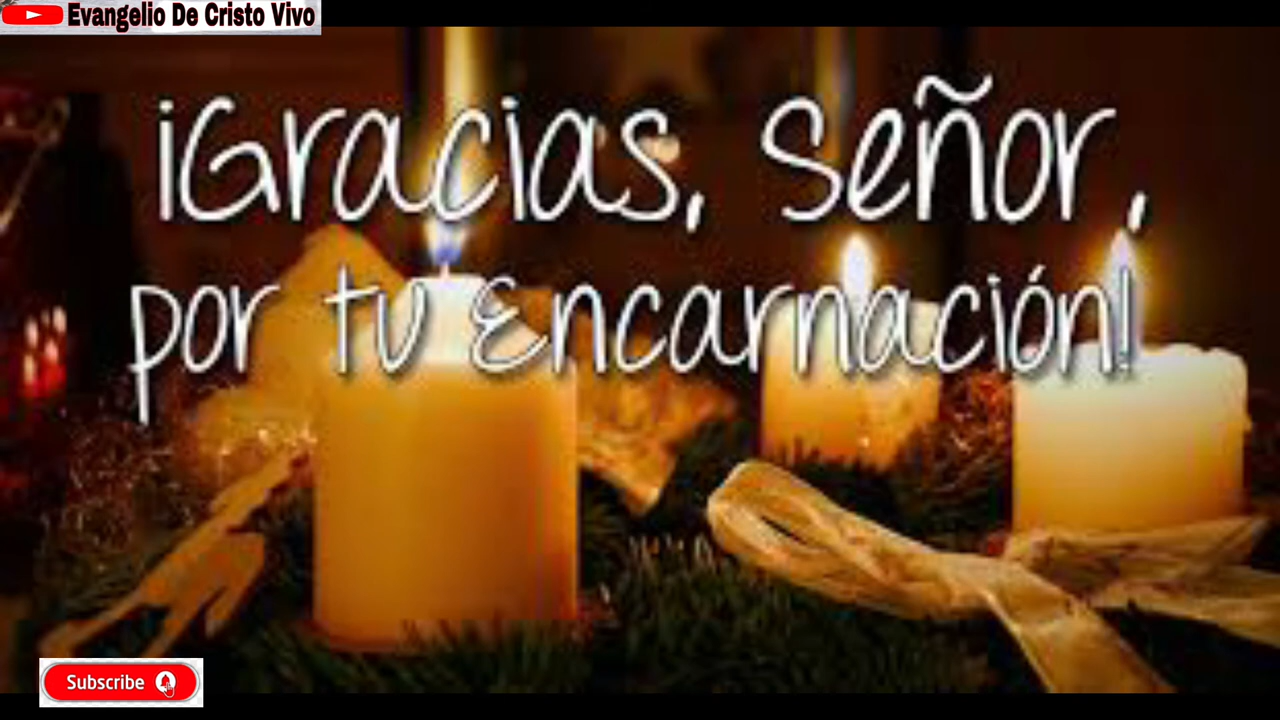 Evangelio De Cristo Vivo
¡Gracias, Señor,
por tu Encarnación!
Subscribe